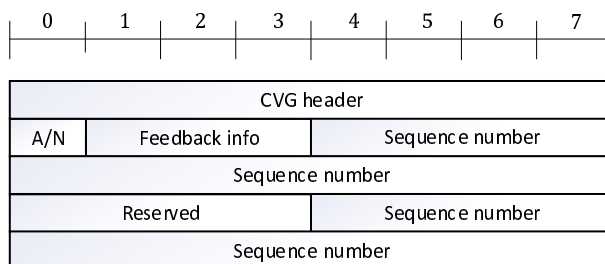 0 1 2 3 4 5 6 7
CVG header
A/N Feedback info Sequence number
Sequence number
Reserved Sequence number
Sequence number